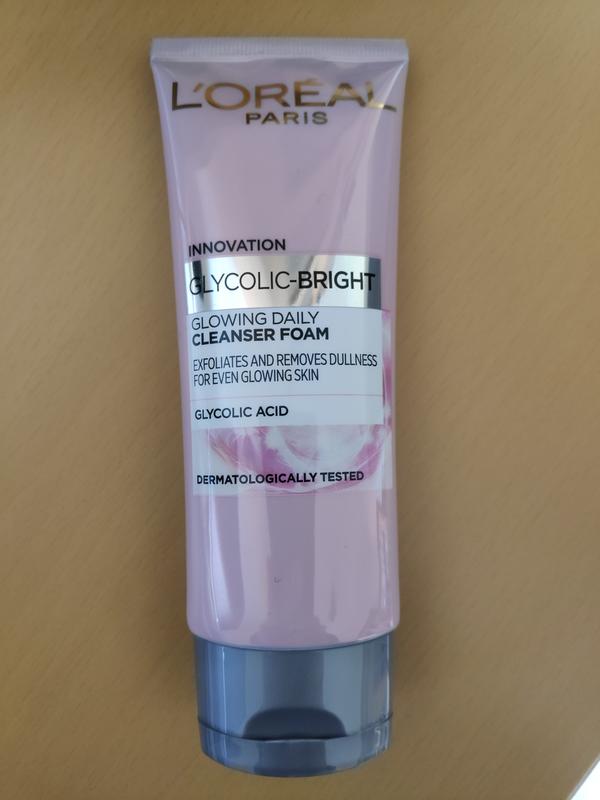 L'ORÉAL
PARIS
INNOVATION
GLYCOLIC-BRIGHT
GLOWING DAILY
CLEANSER FOAM
EXFOLIATES AND REMOVES DULLNESS
FOR EVEN GLOWING SKIN
GLYCOLIC ACID
DERMATOLOGICALLY TESTED